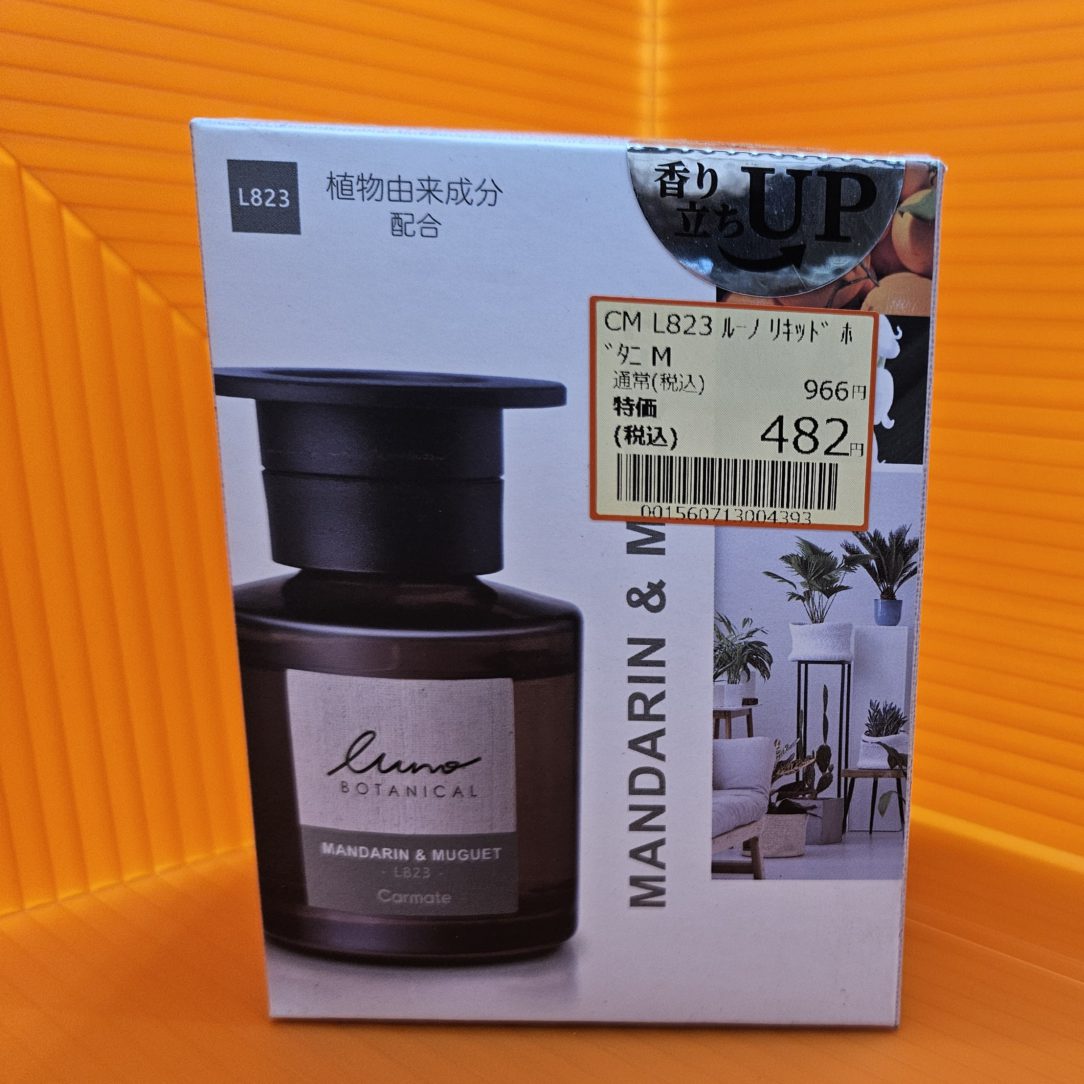 L823
植物由来成分
配合
香り
立ち UP
CM L823 ﾙｰﾉ ﾘｷｯﾄﾞ ﾎ
ﾞﾀﾆ M
通常(税込) 966円
特価
(税込) 482円
001560713004393
MANDARIN & M
luno
BOTANICAL
MANDARIN & MUGUET
- L823 -
Carmate